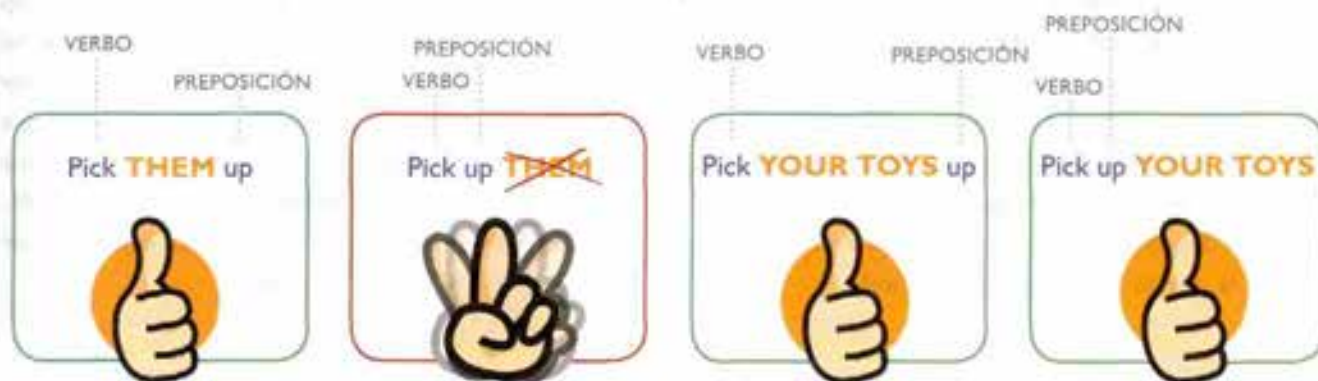 VERBO
PREPOSICIÓN
Pick THEM up
PREPOSICIÓN
VERBO
Pick up THEM
VERBO
PREPOSICIÓN
Pick YOUR TOYS up
PREPOSICIÓN
VERBO
Pick up YOUR TOYS